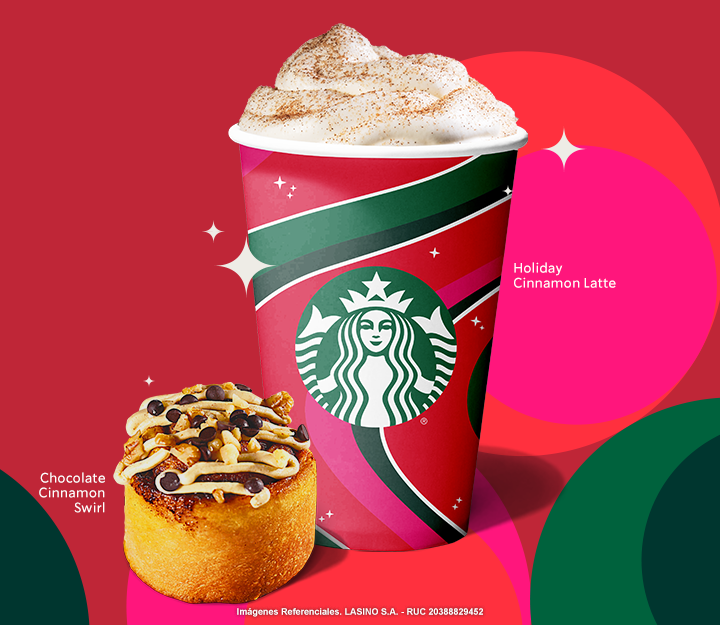 Holiday
Cinnamon Latte
Chocolate
Cinnamon
Swirl
®
Imágenes Referenciales. LASINO S.A. - RUC 20388829452